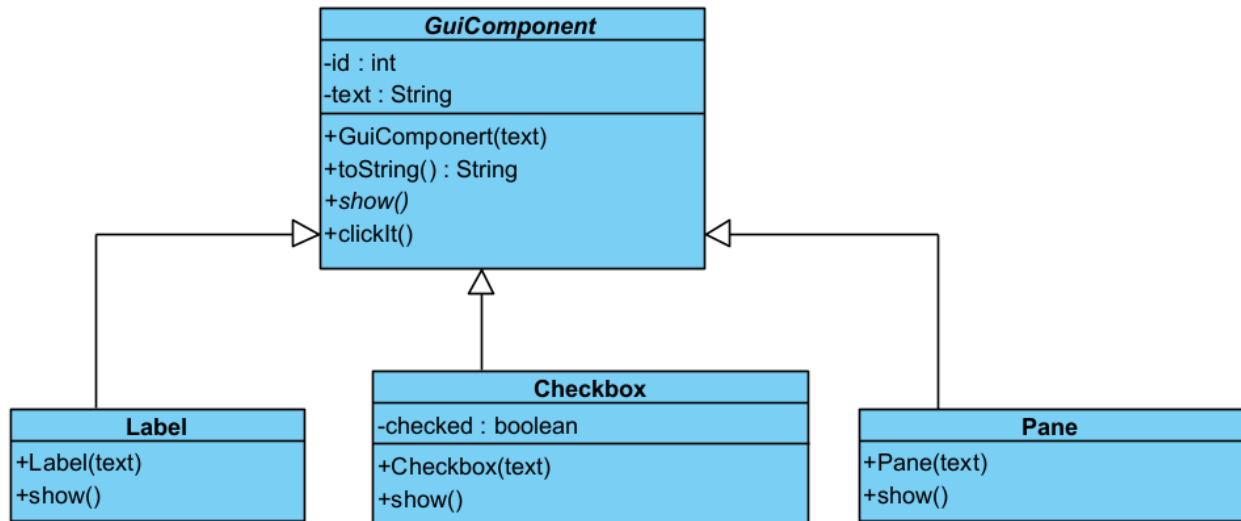 GuiComponent
-id : int
-text : String
+GuiComponert(text)
+toString() : String
+show()
+clickIt()
Label
+Label(text)
+show()
Checkbox
-checked : boolean
+Checkbox(text)
+show()
Pane
+Pane(text)
+show()